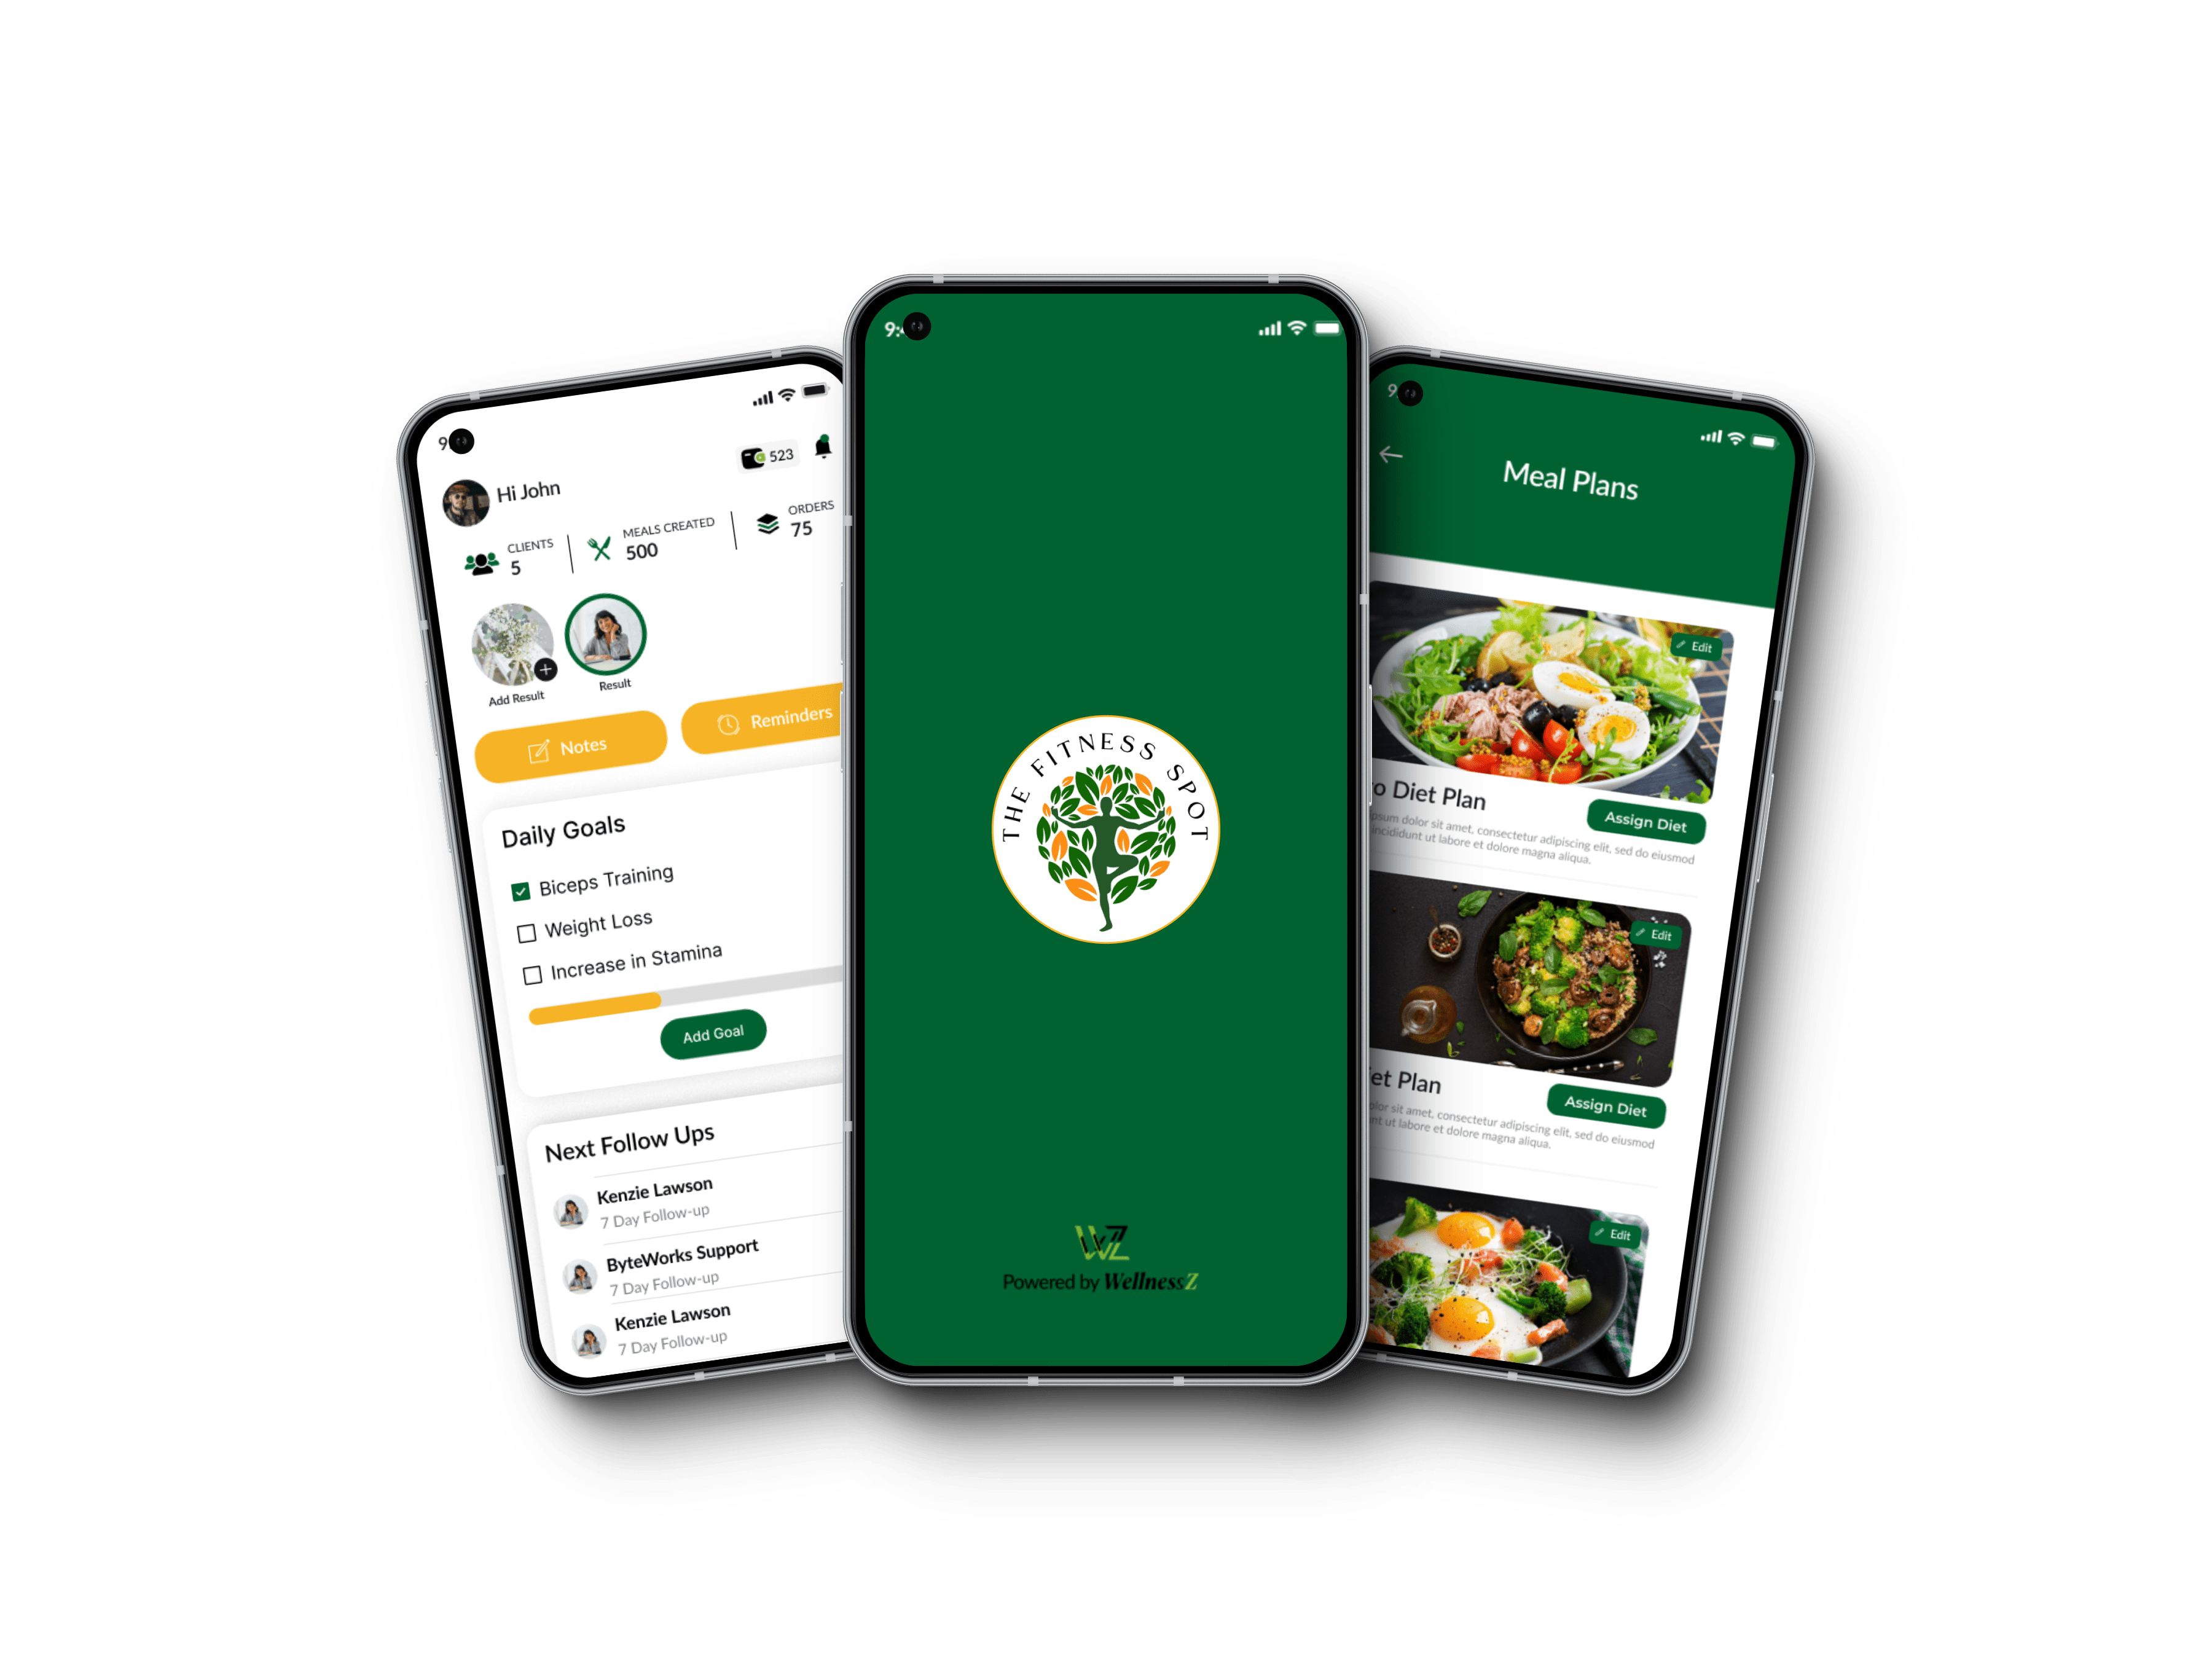 9
523
Hi John
CLIENTS
5
MEALS CREATED
500
ORDERS
75
Add Result
Result
Notes
Reminders
Daily Goals
Biceps Training
Weight Loss
Increase in Stamina
Add Goal
Next Follow Ups
Kenzie Lawson
7 Day Follow-up
ByteWorks Support
7 Day Follow-up
Kenzie Lawson
7 Day Follow-up
9:
THE FITNESS SPOT
WZ
Powered by WellnessZ
9
Meal Plans
Edit
o Diet Plan
Assign Diet
dolor sit amet, consectetur adipiscing elit, sed do eiusmod
incididunt ut labore et dolore magna aliqua.
Edit
et Plan
Assign Diet
sit amet, consectetur adipiscing elit, sed do eiusmod
ut labore et dolore magna aliqua.
Edit